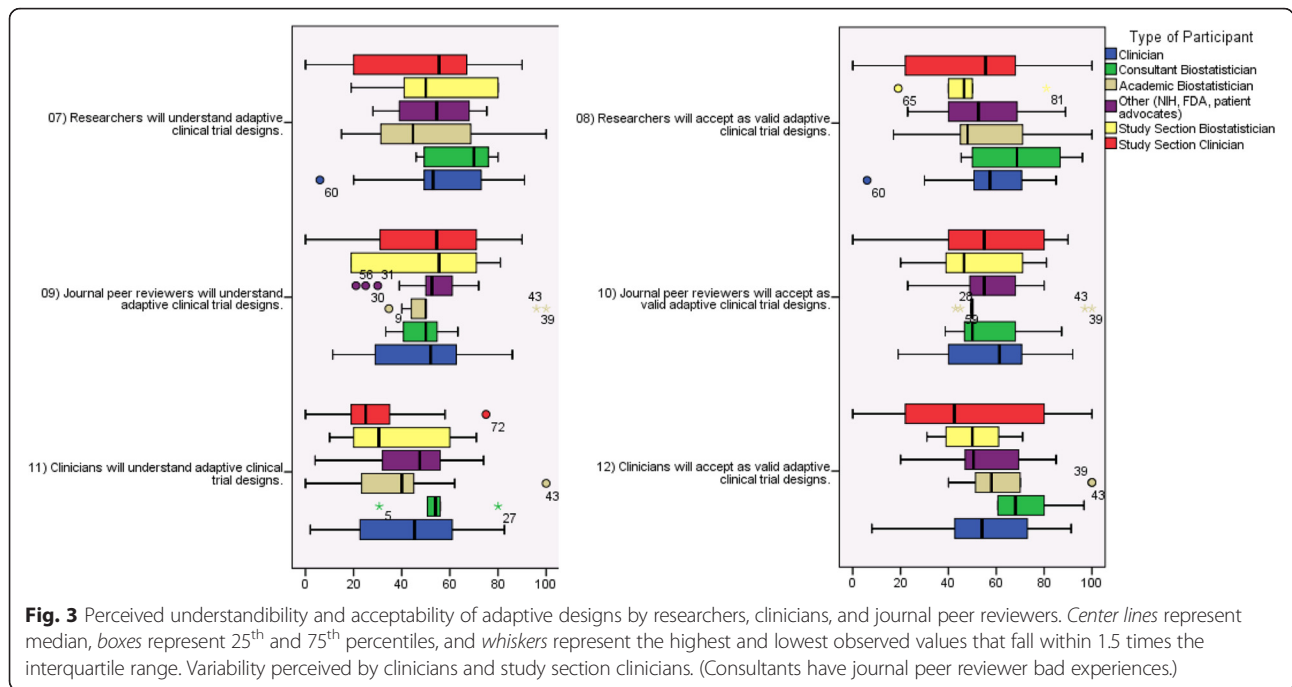 Type of Participant
Clinician
Consultant Biostatistician
Academic Biostatistician
Other (NIH, FDA, patient
advocates)
Study Section Biostatistician
Study Section Clinician
07) Researchers will understand adaptive
clinical trial designs.
60
09) Journal peer reviewers will understand
adaptive clinical trial designs.
56
31
30
9
43
39
11) Clinicians will understand adaptive clinical
trial designs.
72
43
5
27
0
20
40
60
80
100
08) Researchers will accept as valid adaptive
clinical trial designs.
65
81
60
10) Journal peer reviewers will accept as
valid adaptive clinical trial designs.
28
59
43
39
12) Clinicians will accept as valid adaptive
clinical trial designs.
39
43
0
20
40
60
80
100
Fig. 3 Perceived understandibility and acceptability of adaptive designs by researchers, clinicians, and journal peer reviewers. Center lines represent
median, boxes represent 25th and 75th percentiles, and whiskers represent the highest and lowest observed values that fall within 1.5 times the
interquartile range. Variability perceived by clinicians and study section clinicians. (Consultants have journal peer reviewer bad experiences.)